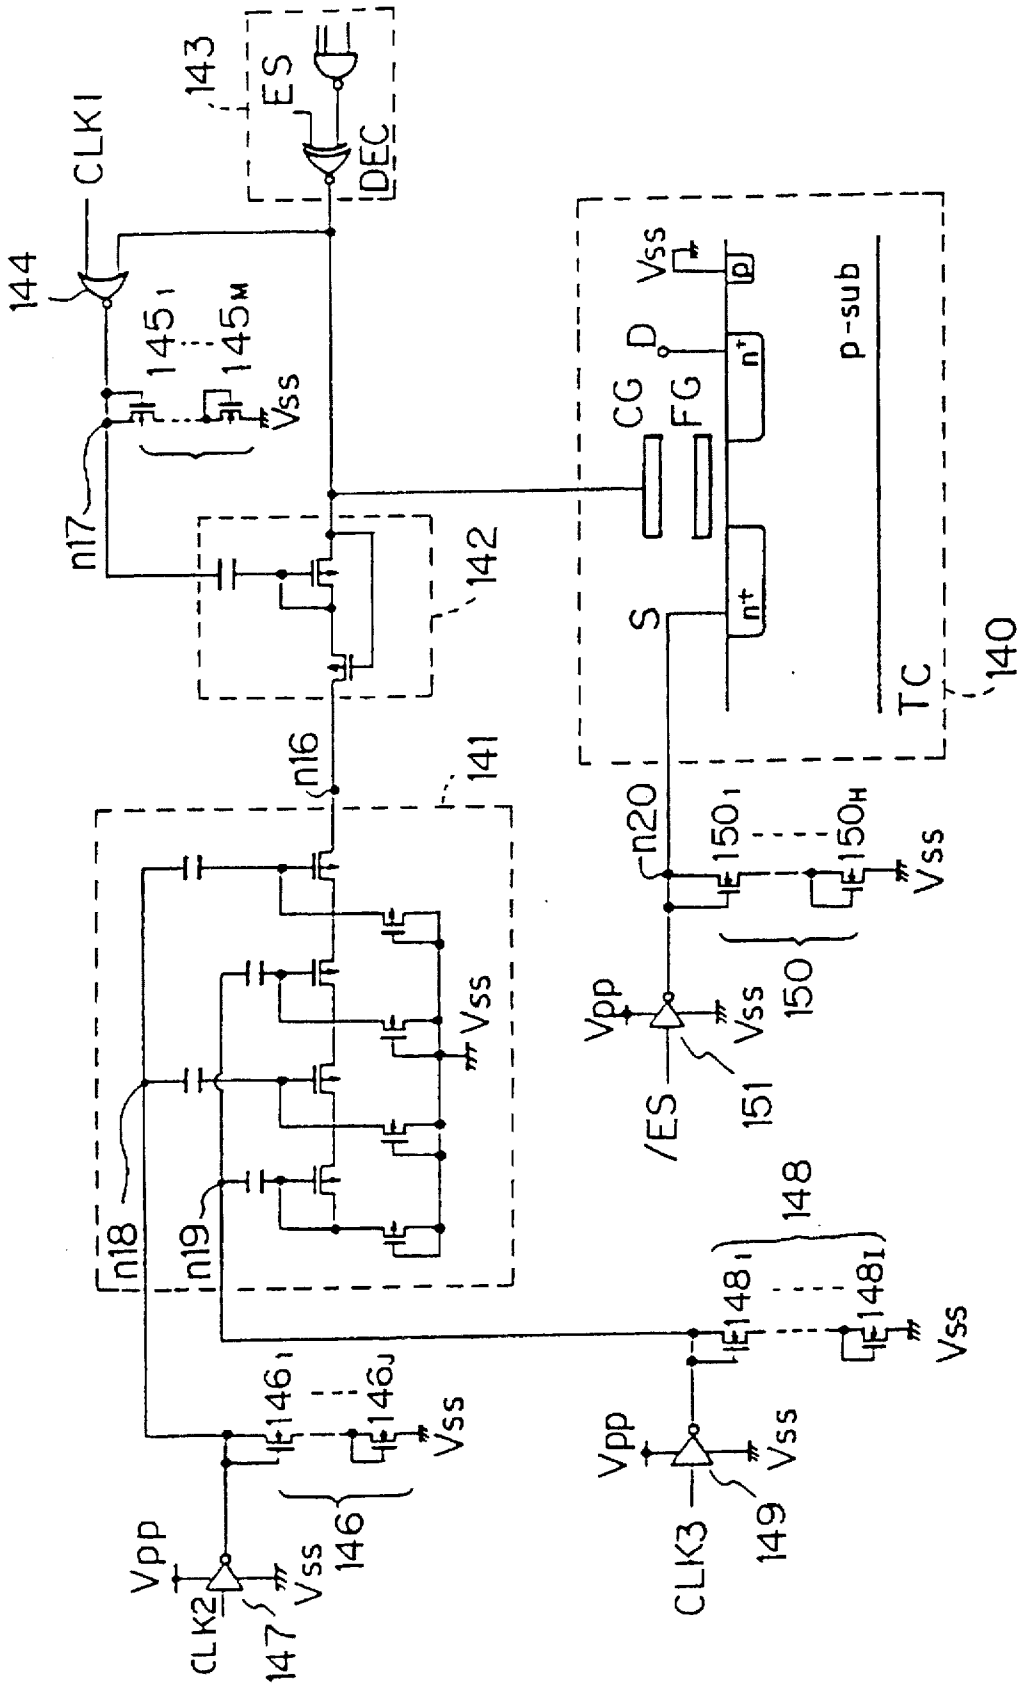 CLK1
144
143
ES
DEC
n17
145₁
145M
Vss
142
n16
141
n18
n19
Vss
Vpp
CLK2
147
Vss
146
146₁
146J
Vss
Vpp
CLK3
149
Vss
148₁
148I
148
Vss
/ES
Vpp
151
Vss
n20
150₁
150H
150
Vss
S
CG
FG
D
Vss
n+
n+
p
p-sub
TC
140